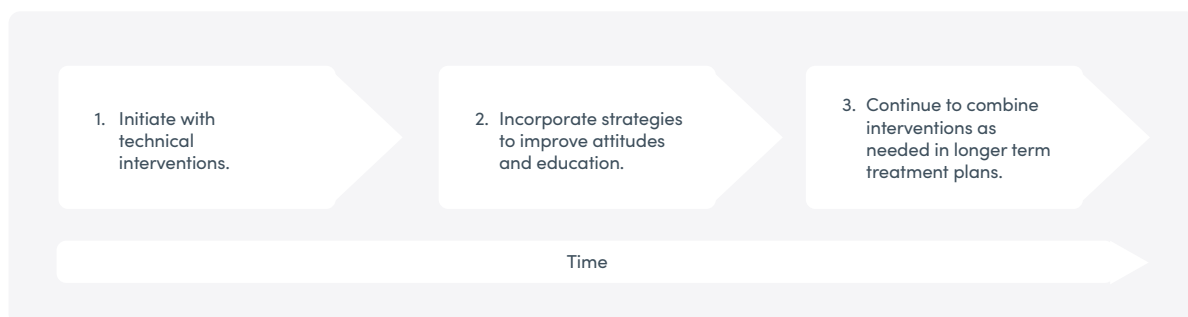 1. Initiate with
technical
interventions.
2. Incorporate strategies
to improve attitudes
and education.
3. Continue to combine
interventions as
needed in longer term
treatment plans.
Time